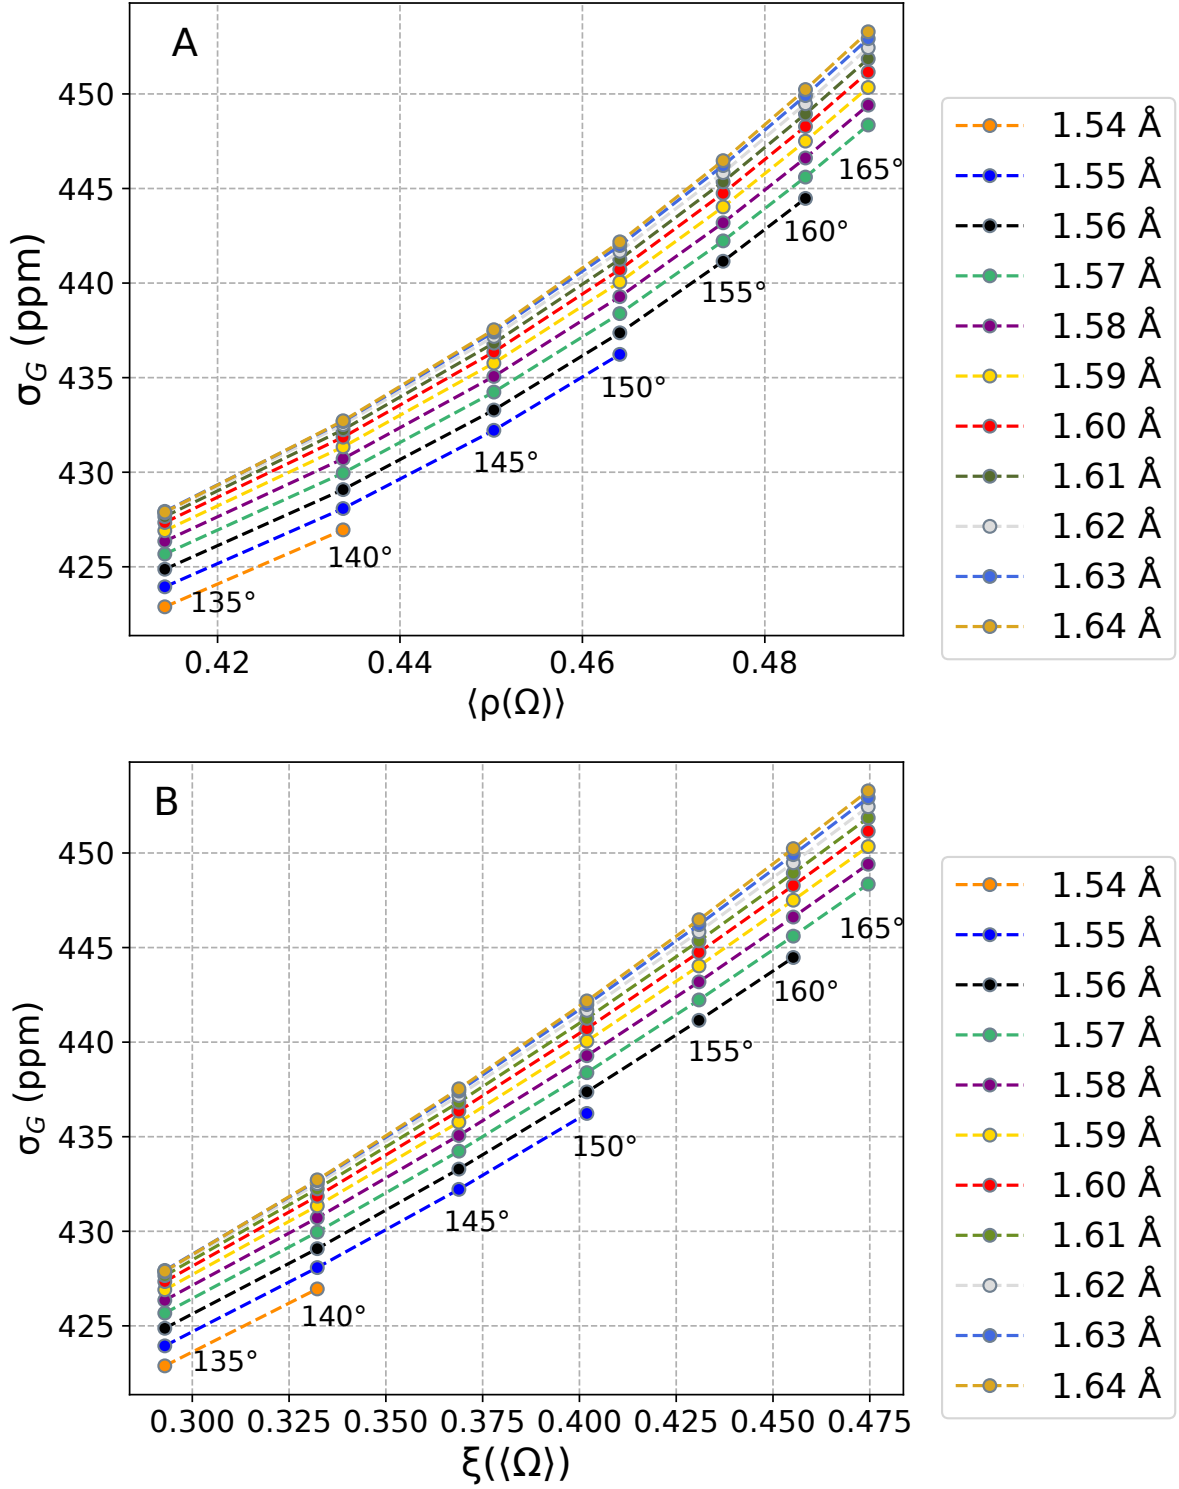 A
σG (ppm)
450
445
440
435
430
425
135°
140°
145°
150°
155°
160°
165°
0.42
0.44
0.46
0.48
⟨ρ(Ω)⟩
1.54 Å
1.55 Å
1.56 Å
1.57 Å
1.58 Å
1.59 Å
1.60 Å
1.61 Å
1.62 Å
1.63 Å
1.64 Å
B
σG (ppm)
450
445
440
435
430
425
135°
140°
145°
150°
155°
160°
165°
0.300
0.325
0.350
0.375
0.400
0.425
0.450
0.475
ξ(⟨Ω⟩)
1.54 Å
1.55 Å
1.56 Å
1.57 Å
1.58 Å
1.59 Å
1.60 Å
1.61 Å
1.62 Å
1.63 Å
1.64 Å